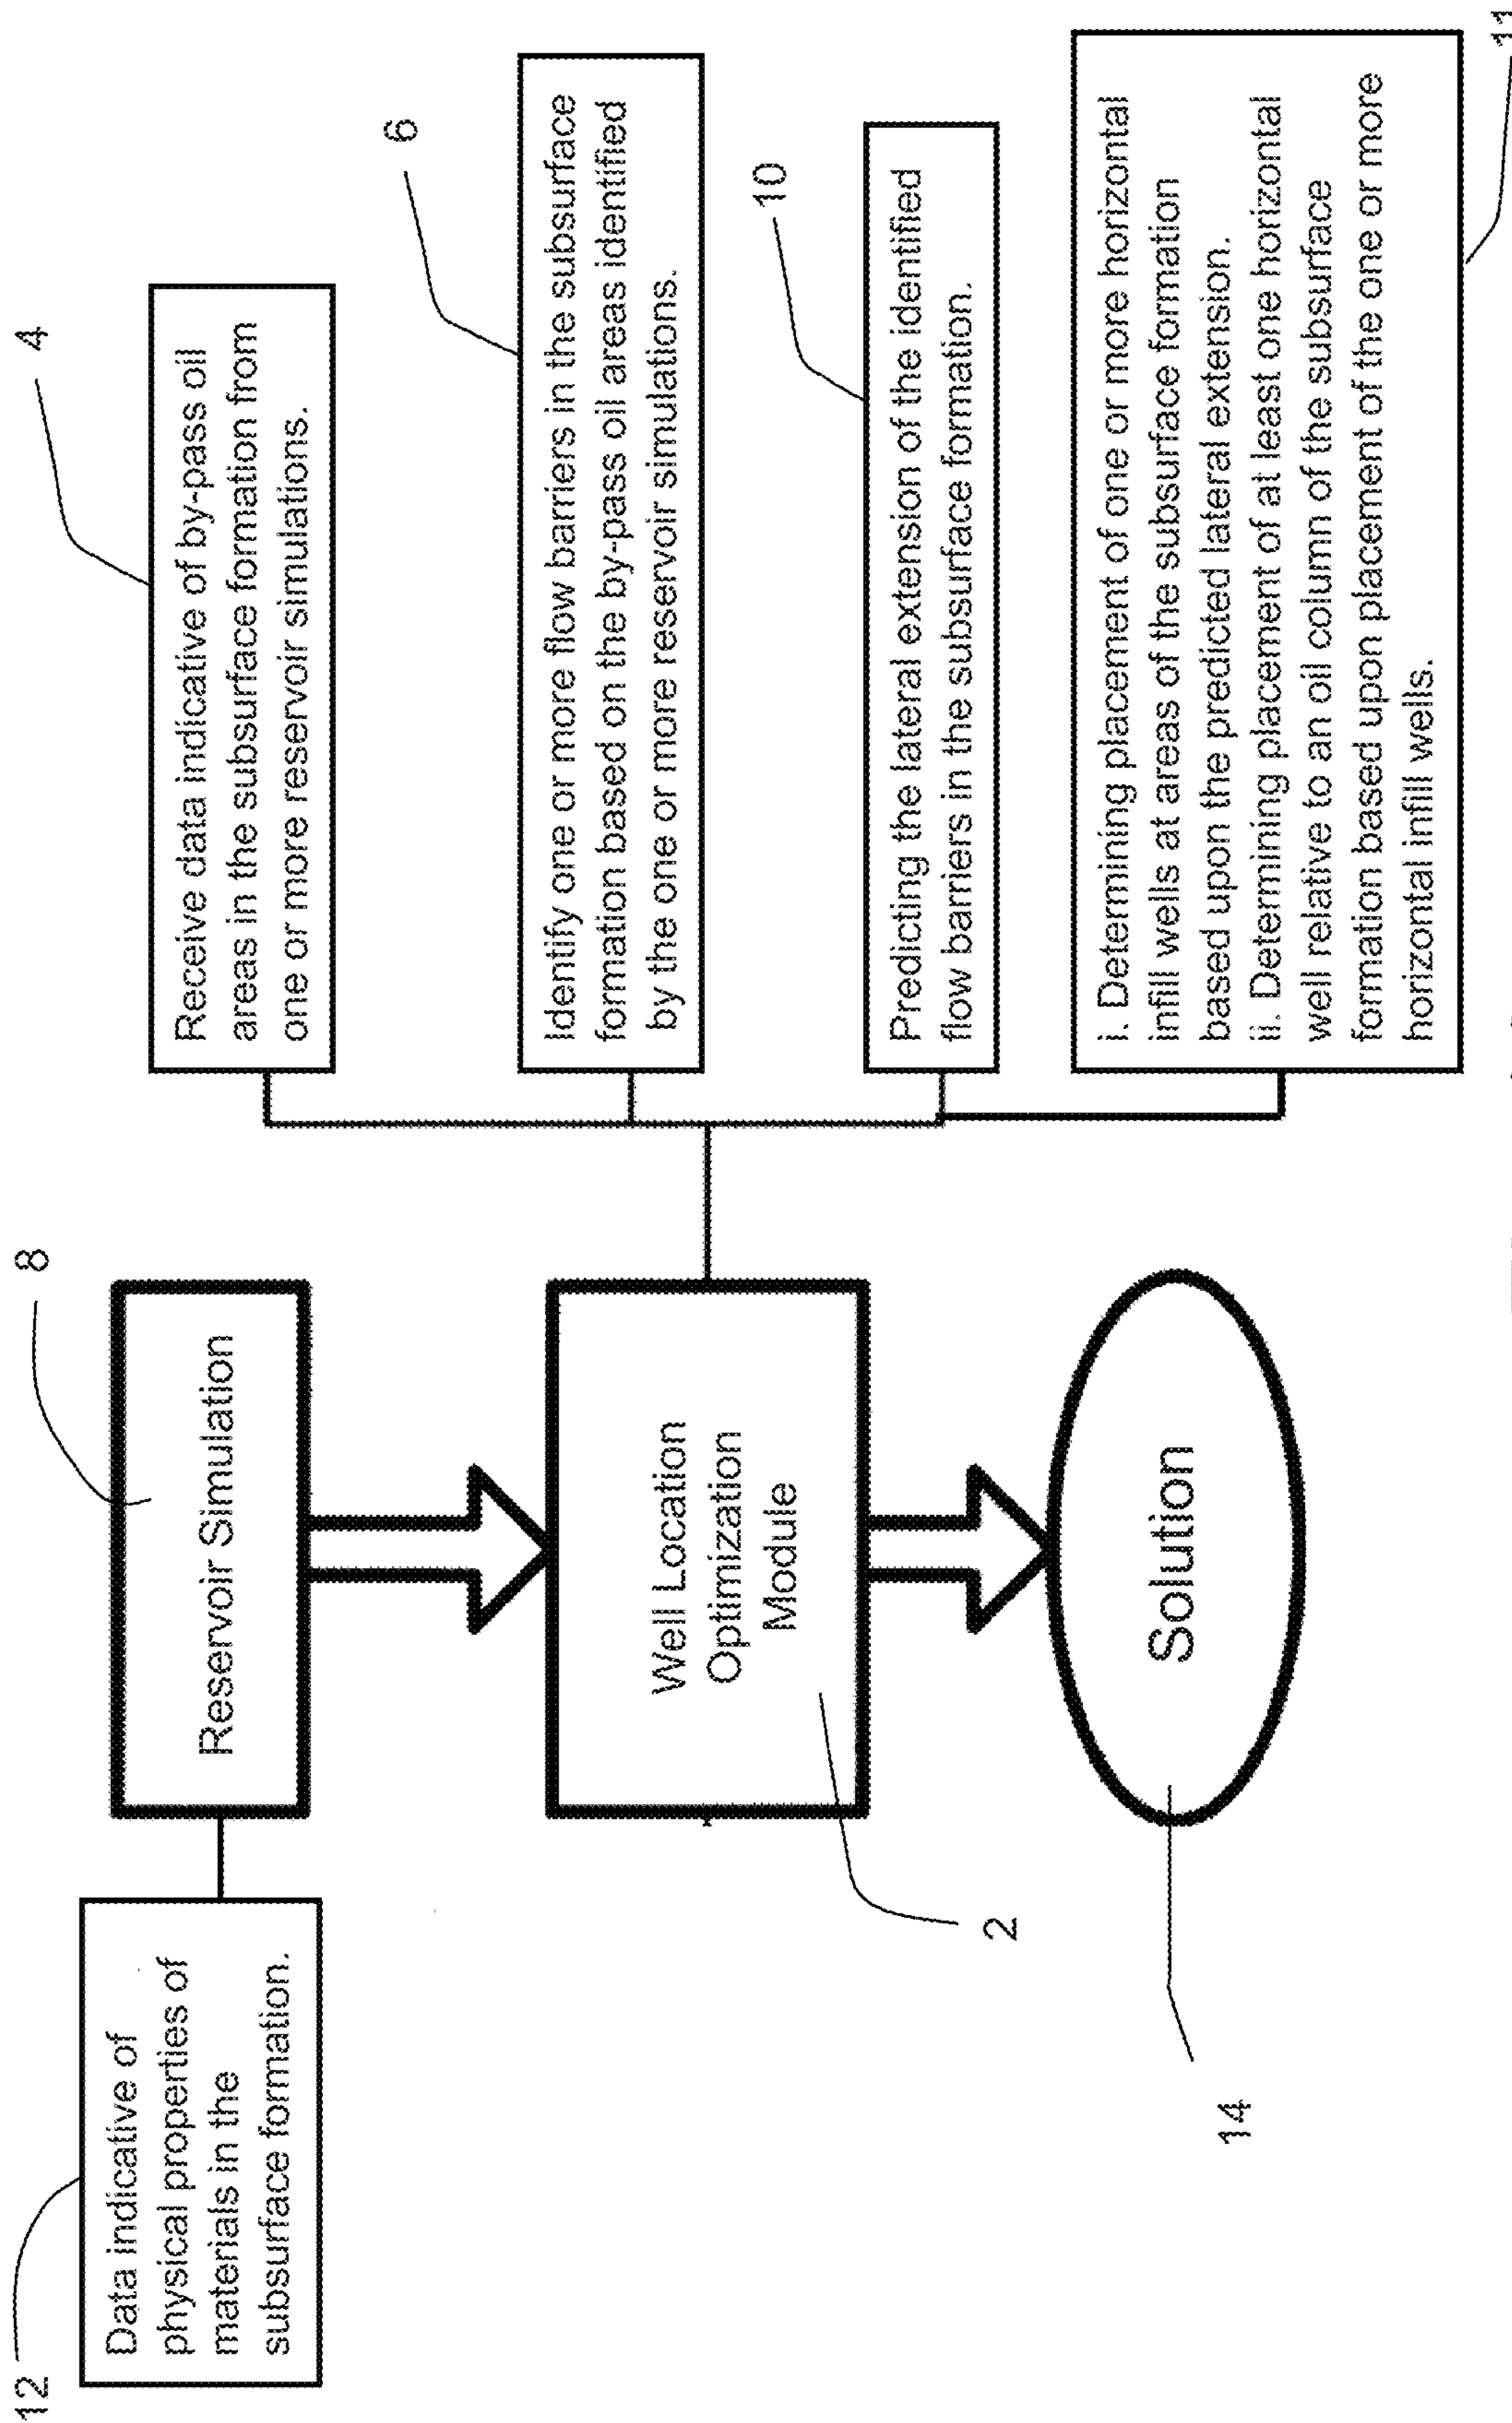 12
Data indicative of
physical properties of
materials in the
subsurface formation.
8
Reservoir Simulation
4
Receive data indicative of by-pass oil
areas in the subsurface formation from
one or more reservoir simulations.
6
Identify one or more flow barriers in the subsurface
formation based on the by-pass oil areas identified
by the one or more reservoir simulations.
Well Location
Optimization
Module
2
10
Predicting the lateral extension of the identified
flow barriers in the subsurface formation.
i. Determining placement of one or more horizontal
infill wells at areas of the subsurface formation
based upon the predicted lateral extension.
ii. Determining placement of at least one horizontal
well relative to an oil column of the subsurface
formation based upon placement of the one or more
horizontal infill wells.
11
Solution
14